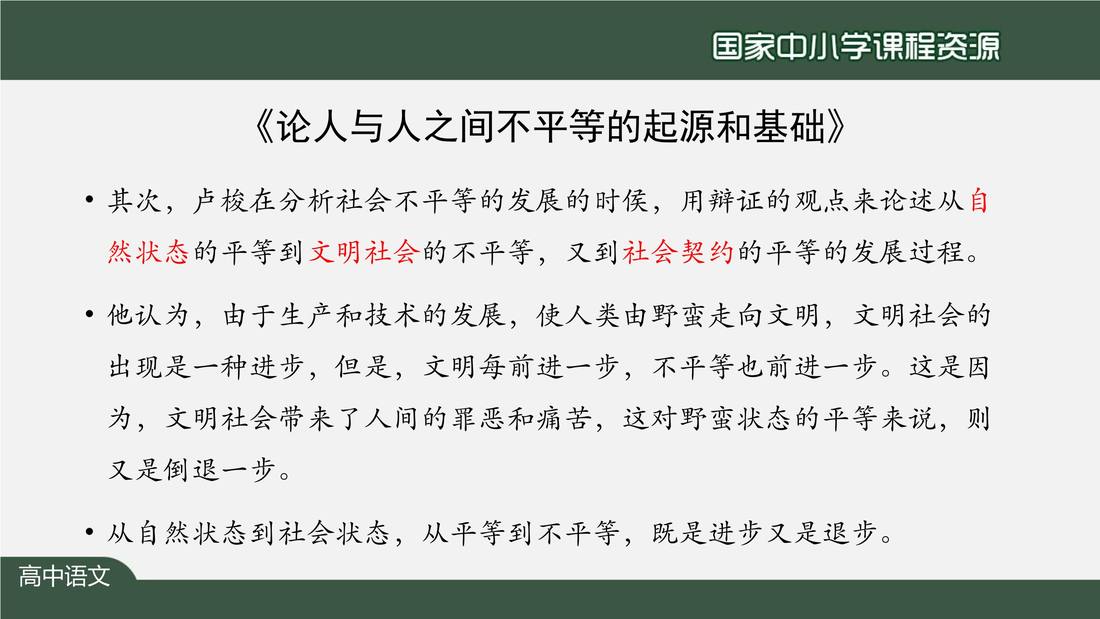 国家中小学课程资源
《论人与人之间不平等的起源和基础》
• 其次，卢梭在分析社会不平等的发展的时侯，用辩证的观点来论述从自
然状态的平等到文明社会的不平等，又到社会契约的平等的发展过程。
• 他认为，由于生产和技术的发展，使人类由野蛮走向文明，文明社会的
出现是一种进步，但是，文明每前进一步，不平等也前进一步。这是因
为，文明社会带来了人间的罪恶和痛苦，这对野蛮状态的平等来说，则
又是倒退一步。
• 从自然状态到社会状态，从平等到不平等，既是进步又是退步。
高中语文